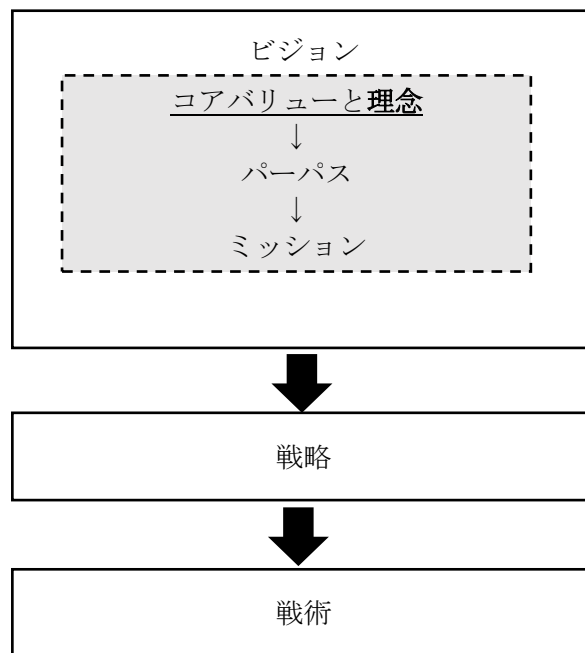 ビジョン
コアバリューと理念
↓
パーパス
↓
ミッション
戦略
戦術